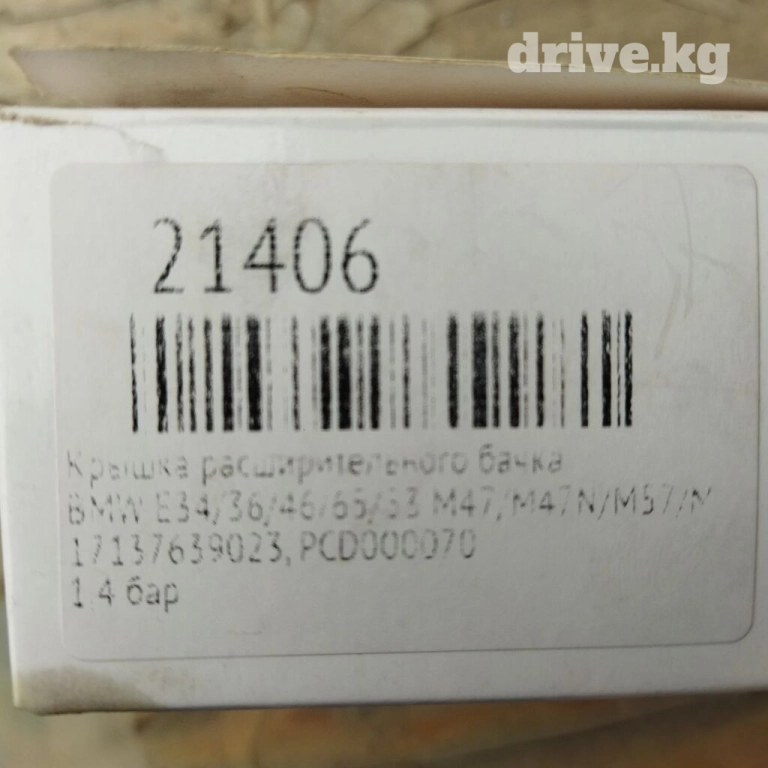 drive.kg
21406
Крышка расширительного бачка
BMW E34/36/46/65/53 M47/M47N/M57/N
17137639023, PCD000070
1.4 бар